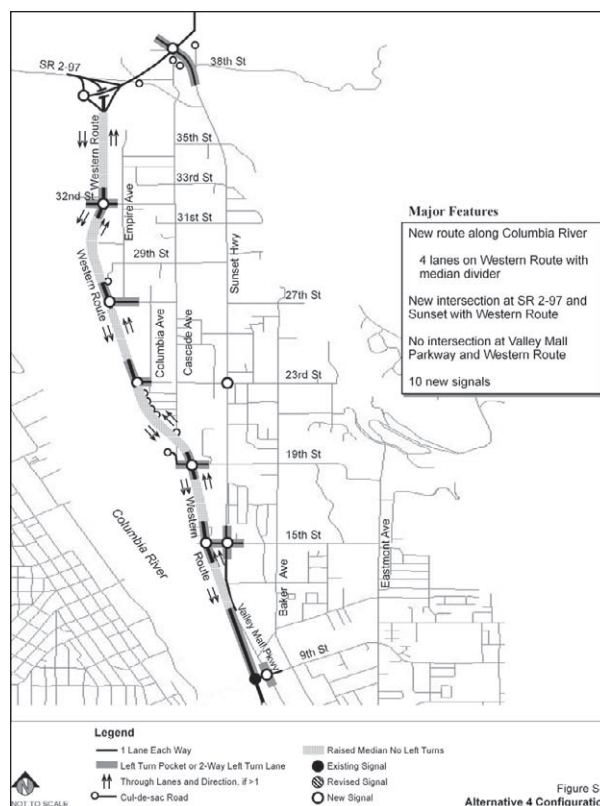 38th St
SR 2-97
35th St
Western Route
33rd St
32nd St
Empire Ave
31st St
Sunset Hwy
29th St
Western Route
27th St
Columbia Ave
Cascade Ave
23rd St
19th St
Columbia River
Western Route
15th St
Eastmont Ave
Baker Ave
Valley Mall Pkwy
9th St
Major Features
New route along Columbia River
4 lanes on Western Route with
median divider
New intersection at SR 2-97 and
Sunset with Western Route
No intersection at Valley Mall
Parkway and Western Route
10 new signals
Legend
1 Lane Each Way
Left Turn Pocket or 2-Way Left Turn Lane
Through Lanes and Direction, if >1
Cul-de-sac Road
Raised Median No Left Turns
Existing Signal
Revised Signal
New Signal
NOT TO SCALE
Figure S
Alternative 4 Configuratio